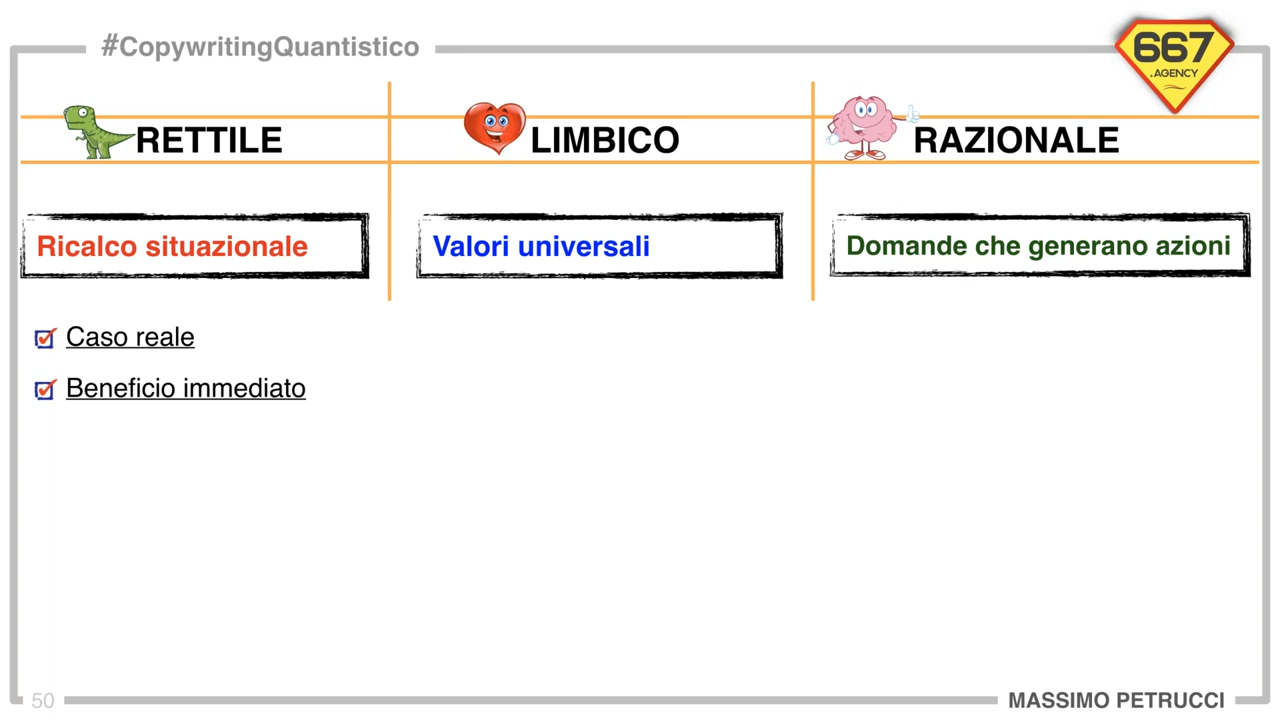 #CopywritingQuantistico
667
.AGENCY
RETTILE
LIMBICO
RAZIONALE
Ricalco situazionale
Valori universali
Domande che generano azioni
Caso reale
Beneficio immediato
50
MASSIMO PETRUCCI